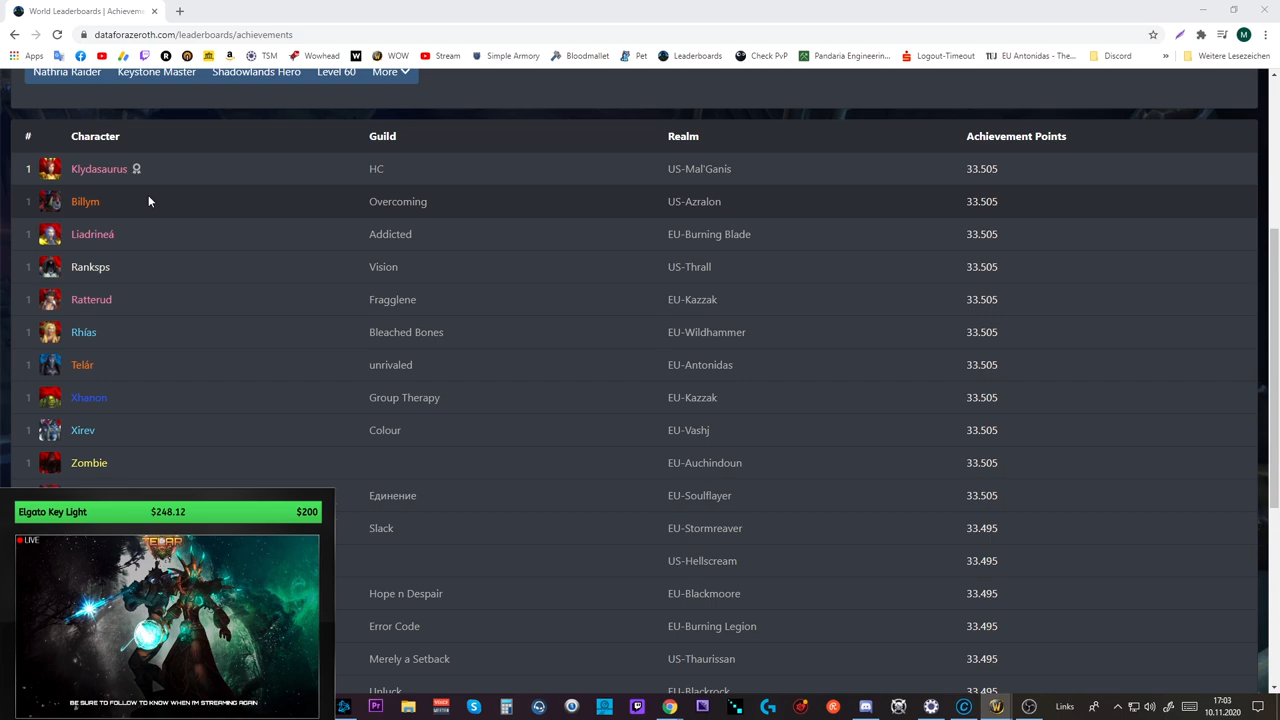 World Leaderboards | Achievem
dataforazeroth.com/leaderboards/achievements
Apps TSM Wowhead WOW Stream Simple Armory Bloodmallet Pet Leaderboards Check PvP Pandaria Engineerin... Logout-Timeout EU Antonidas - The... Discord » Weitere Lesezeichen
Nathria Raider Keystone Master Shadowlands Hero Level 60 More
# Character Guild Realm Achievement Points
1 Klydasaurus HC US-Mal'Ganis 33.505
1 Billym Overcoming US-Azralon 33.505
1 Liadrineá Addicted EU-Burning Blade 33.505
1 Ranksps Vision US-Thrall 33.505
1 Ratterud Fragglene EU-Kazzak 33.505
1 Rhías Bleached Bones EU-Wildhammer 33.505
1 Telár unrivaled EU-Antonidas 33.505
1 Xhanon Group Therapy EU-Kazzak 33.505
1 Xirev Colour EU-Vashj 33.505
1 Zombie EU-Auchindoun 33.505
Единение EU-Soulflayer 33.505
Slack EU-Stormreaver 33.495
US-Hellscream 33.495
Hope n Despair EU-Blackmoore 33.495
Error Code EU-Burning Legion 33.495
Merely a Setback US-Thaurissan 33.495
Unluck EU-Blackrock 33.495
Elgato Key Light $248.12 $200
LIVE
TELAR
BE SURE TO FOLLOW TO KNOW WHEN I'M STREAMING AGAIN
Links
17:03
10.11.2020